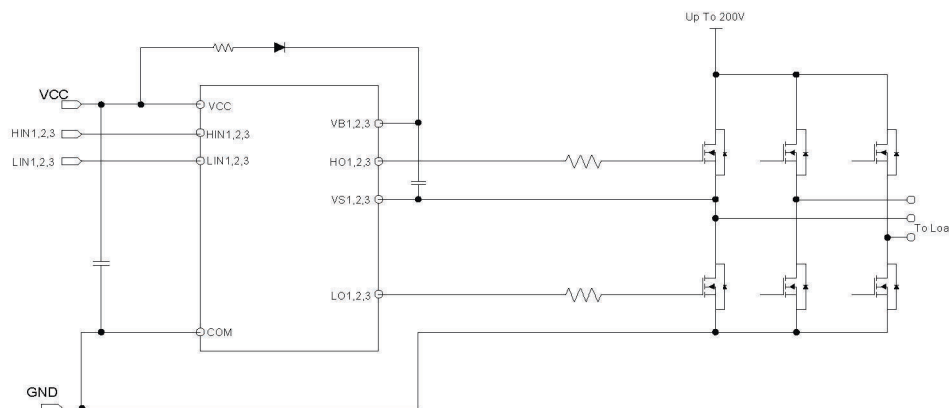 Up To 200V
VCC
VCC
HIN1,2,3
HIN1,2,3
LIN1,2,3
LIN1,2,3
VB1,2,3
HO1,2,3
VS1,2,3
To Loa
LO1,2,3
COM
GND